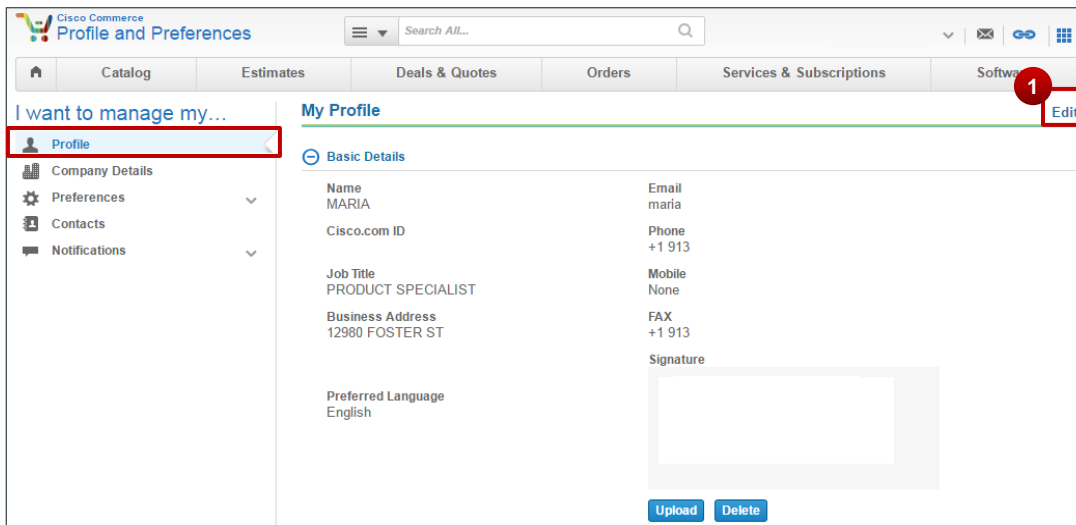 Cisco Commerce
Profile and Preferences
Search All...
Catalog
Estimates
Deals & Quotes
Orders
Services & Subscriptions
1
I want to manage my...
My Profile
Edit
Profile
Company Details
Preferences
Contacts
Notifications
Basic Details
Name
MARIA
Email
maria
Cisco.com ID
Phone
+1 913
Job Title
PRODUCT SPECIALIST
Mobile
None
Business Address
12980 FOSTER ST
FAX
+1 913
Signature
Preferred Language
English
Upload
Delete